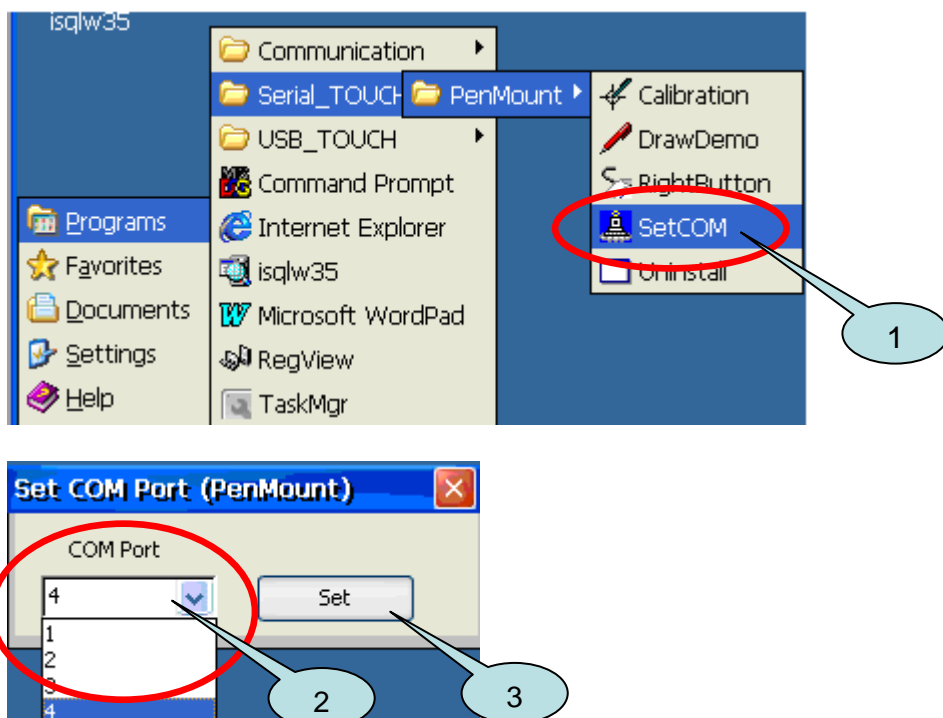 isqlw35
Communication
Serial_TOUCH PenMount Calibration
USB_TOUCH DrawDemo
Command Prompt RightButton
Programs Internet Explorer SetCOM
Favorites isqlw35 Uninstall
Documents Microsoft WordPad
1
Settings RegView
Help TaskMgr
Set COM Port (PenMount)
COM Port
4 Set
1
2
3
4
2
3